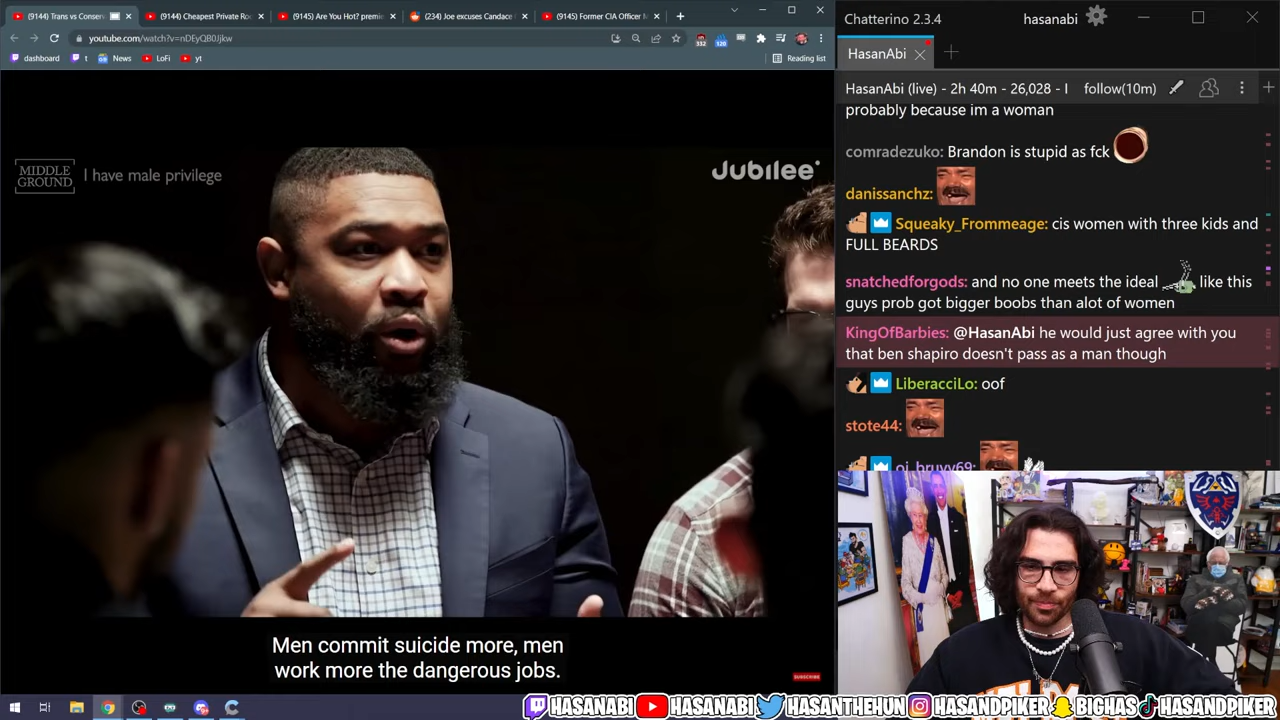 (9144) Trans vs Conser
(9144) Cheapest Private Ro
(9145) Are You Hot? premie
(234) Joe excuses Candace
(9145) Former CIA Officer M
youtube.com/watch?v=nDEyQB0Jjkw
332
120
dashboard
t
News
LoFi
yt
Reading list
MIDDLE
GROUND
I have male privilege
Jubilee
Men commit suicide more, men
work more the dangerous jobs.
SUBSCRIBE
Chatterino 2.3.4
hasanabi
HasanAbi
HasanAbi (live) - 2h 40m - 26,028 - I
follow(10m)
probably because im a woman
comradezuko: Brandon is stupid as fck
danissanchz:
Squeaky_Frommeage: cis women with three kids and
FULL BEARDS
snatchedforgods: and no one meets the ideal like this
guys prob got bigger boobs than alot of women
KingOfBarbies: @HasanAbi he would just agree with you
that ben shapiro doesn't pass as a man though
LiberacciLo: oof
stote44:
oj_bruvv69:
HASANABI
HASANABI
HASANTHEHUN
HASANDPIKER
BIGHAS
HASANDPIKER